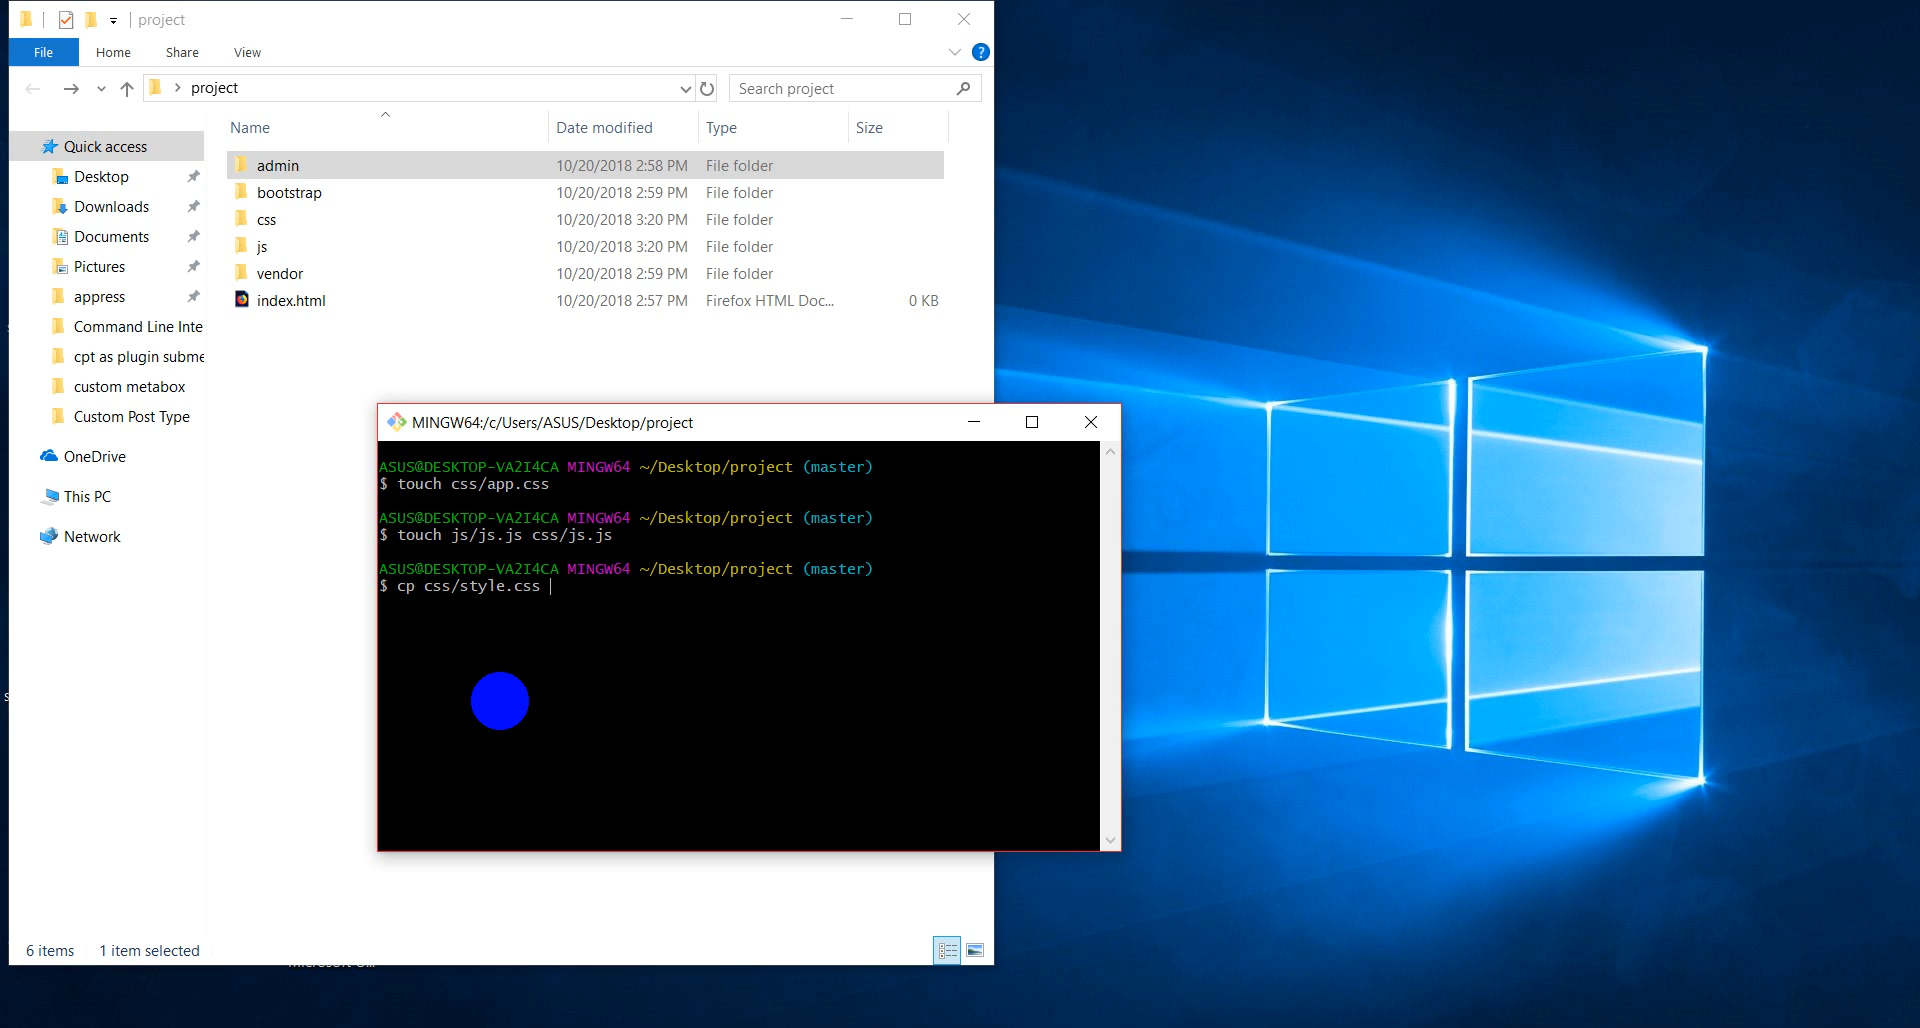 project
File Home Share View
project
Search project
Name Date modified Type Size
Quick access
Desktop
Downloads
Documents
Pictures
appress
Command Line Inte
cpt as plugin subme
custom metabox
Custom Post Type
OneDrive
This PC
Network
admin 10/20/2018 2:58 PM File folder
bootstrap 10/20/2018 2:59 PM File folder
css 10/20/2018 3:20 PM File folder
js 10/20/2018 3:20 PM File folder
vendor 10/20/2018 2:59 PM File folder
index.html 10/20/2018 2:57 PM Firefox HTML Doc... 0 KB
MINGW64:/c/Users/ASUS/Desktop/project
ASUS@DESKTOP-VA2I4CA MINGW64 ~/Desktop/project (master)
$ touch css/app.css
ASUS@DESKTOP-VA2I4CA MINGW64 ~/Desktop/project (master)
$ touch js/js.js css/js.js
ASUS@DESKTOP-VA2I4CA MINGW64 ~/Desktop/project (master)
$ cp css/style.css
6 items 1 item selected